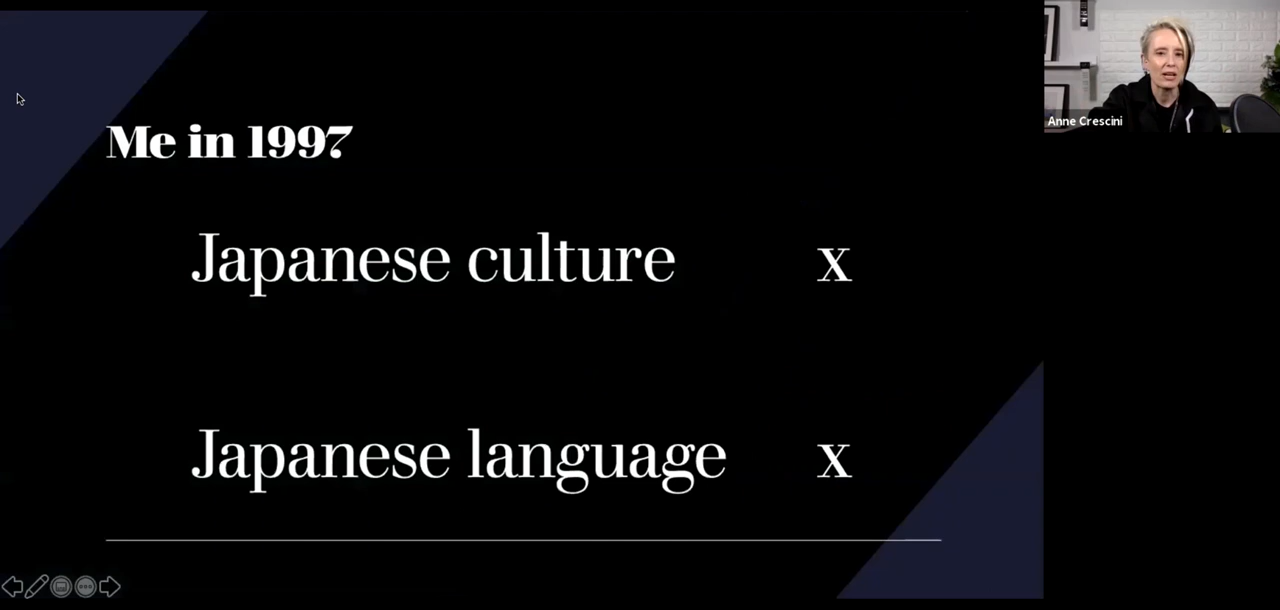 Me in 1997
Japanese culture x
Japanese language x
Anne Crescini